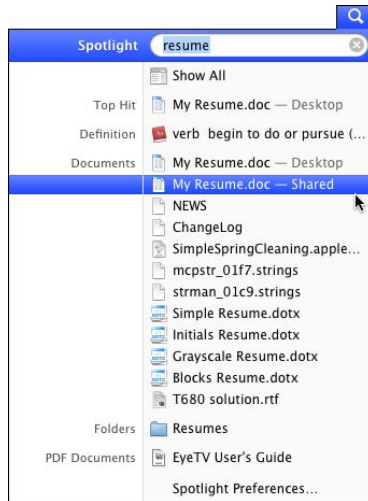 Spotlight resume
Show All
Top Hit My Resume.doc — Desktop
Definition verb begin to do or pursue (...
Documents My Resume.doc — Desktop
My Resume.doc — Shared
NEWS
ChangeLog
SimpleSpringCleaning.apple...
mcpstr_01f7.strings
strman_01c9.strings
Simple Resume.dotx
Initials Resume.dotx
Grayscale Resume.dotx
Blocks Resume.dotx
T680 solution.rtf
Folders Resumes
PDF Documents EyeTV User's Guide
Spotlight Preferences...